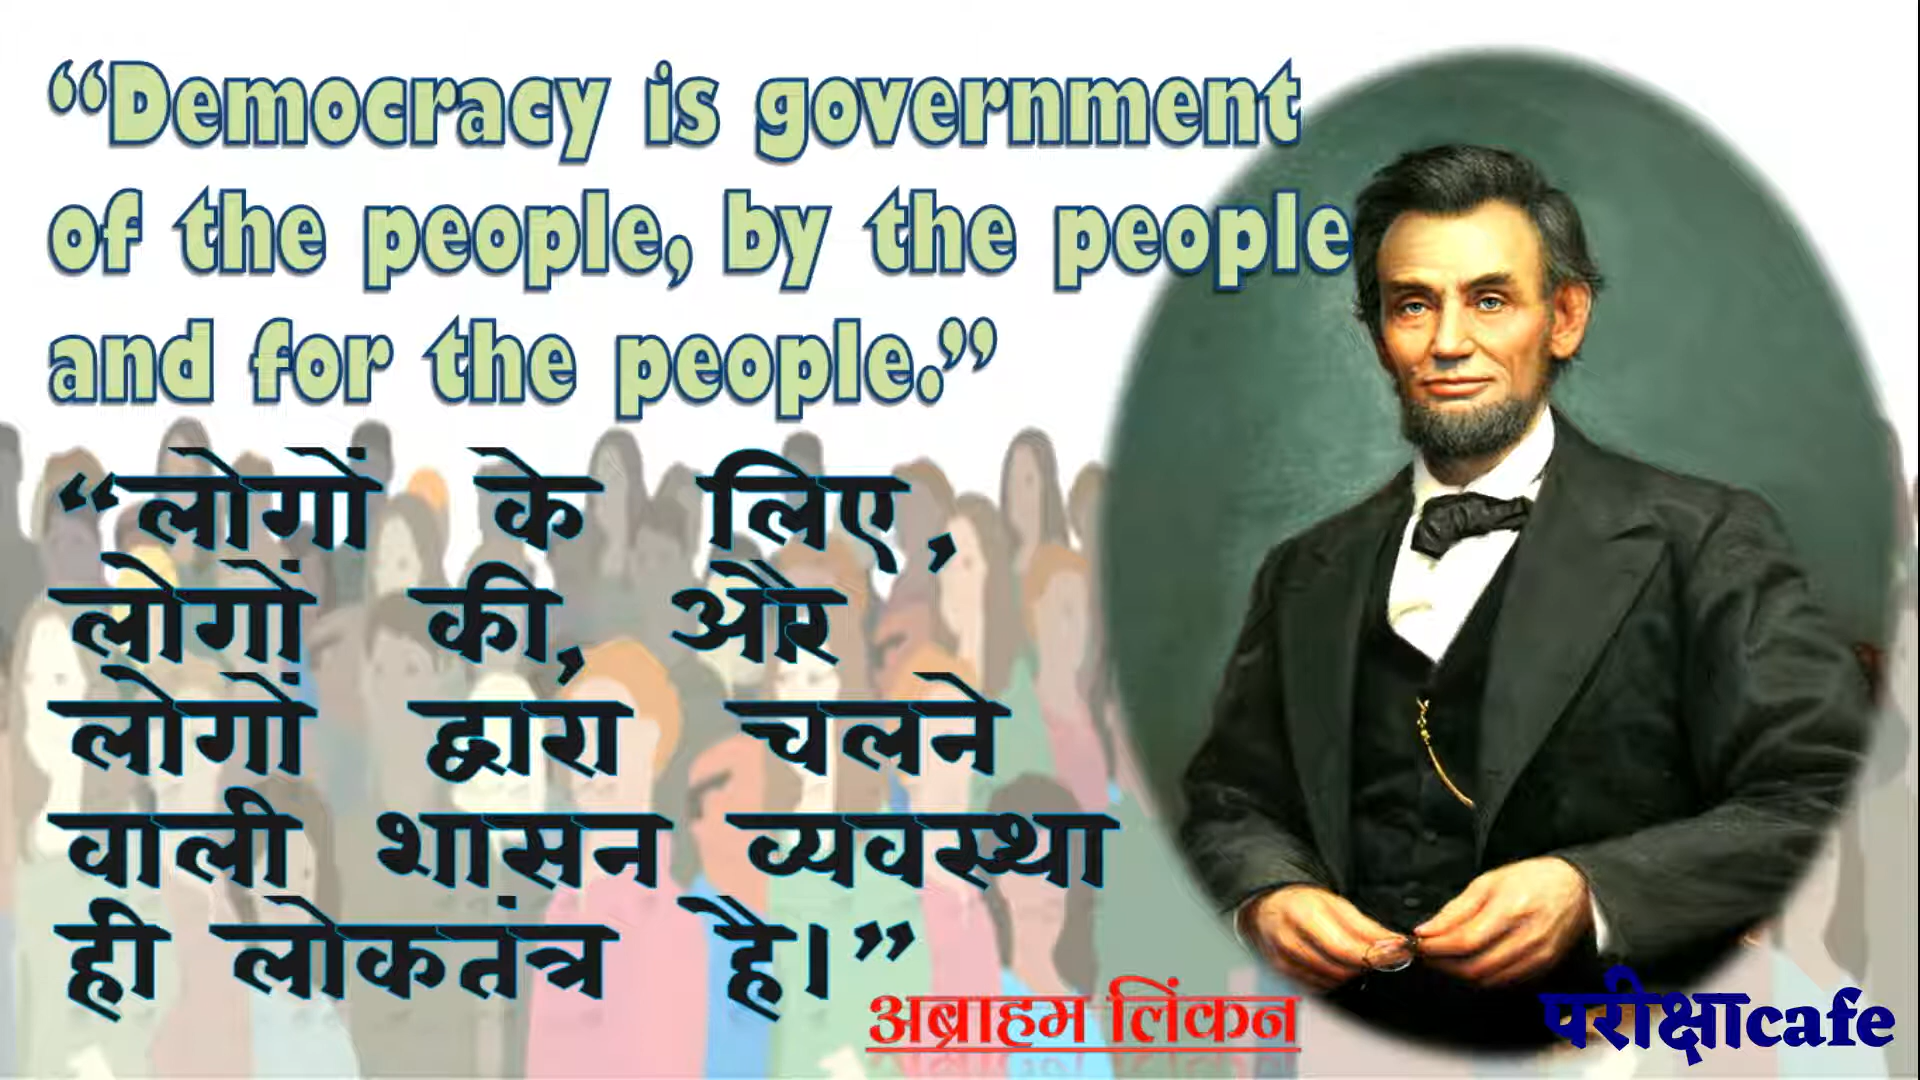 “Democracy is government
of the people, by the people
and for the people.”
“लोगों के लिए,
लोगों की, और
लोगों द्वारा चलने
वाली शासन व्यवस्था
ही लोकतंत्र है।”
अब्राहम लिंकन
परीक्षाcafe